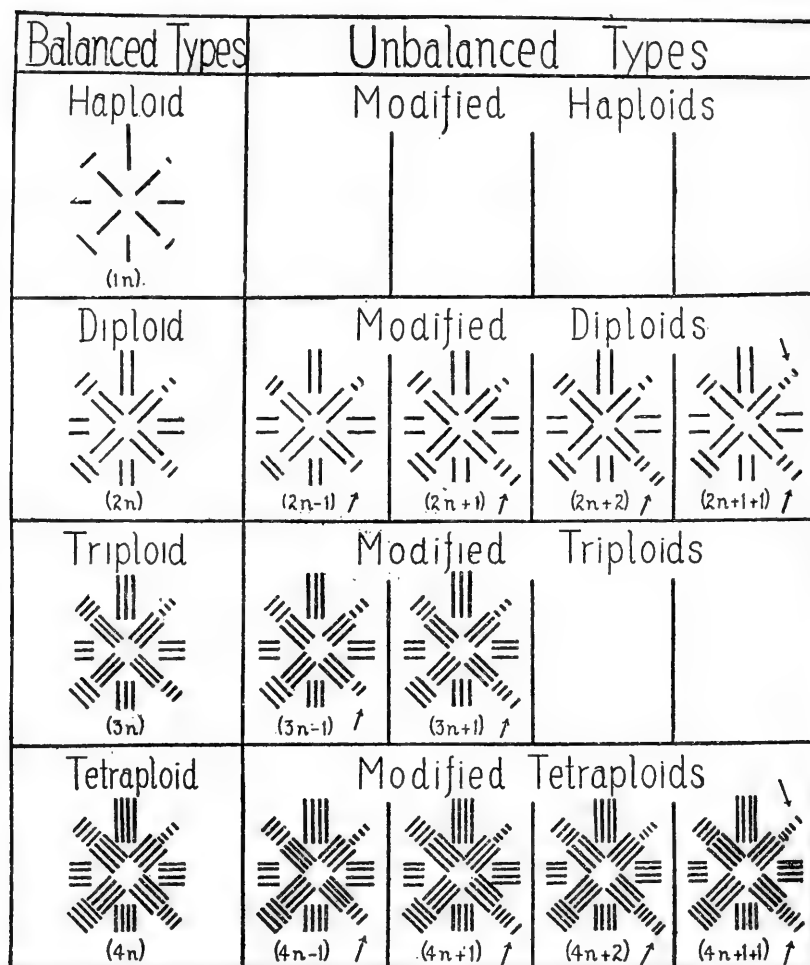 Balanced Types
Unbalanced Types
Haploid
Modified Haploids
(1n).
Diploid
Modified Diploids
(2n)
(2n-1)
(2n+1)
(2n+2)
(2n+1+1)
Triploid
Modified Triploids
(3n)
(3n-1)
(3n+1)
Tetraploid
Modified Tetraploids
(4n)
(4n-1)
(4n+1)
(4n+2)
(4n+1+1)